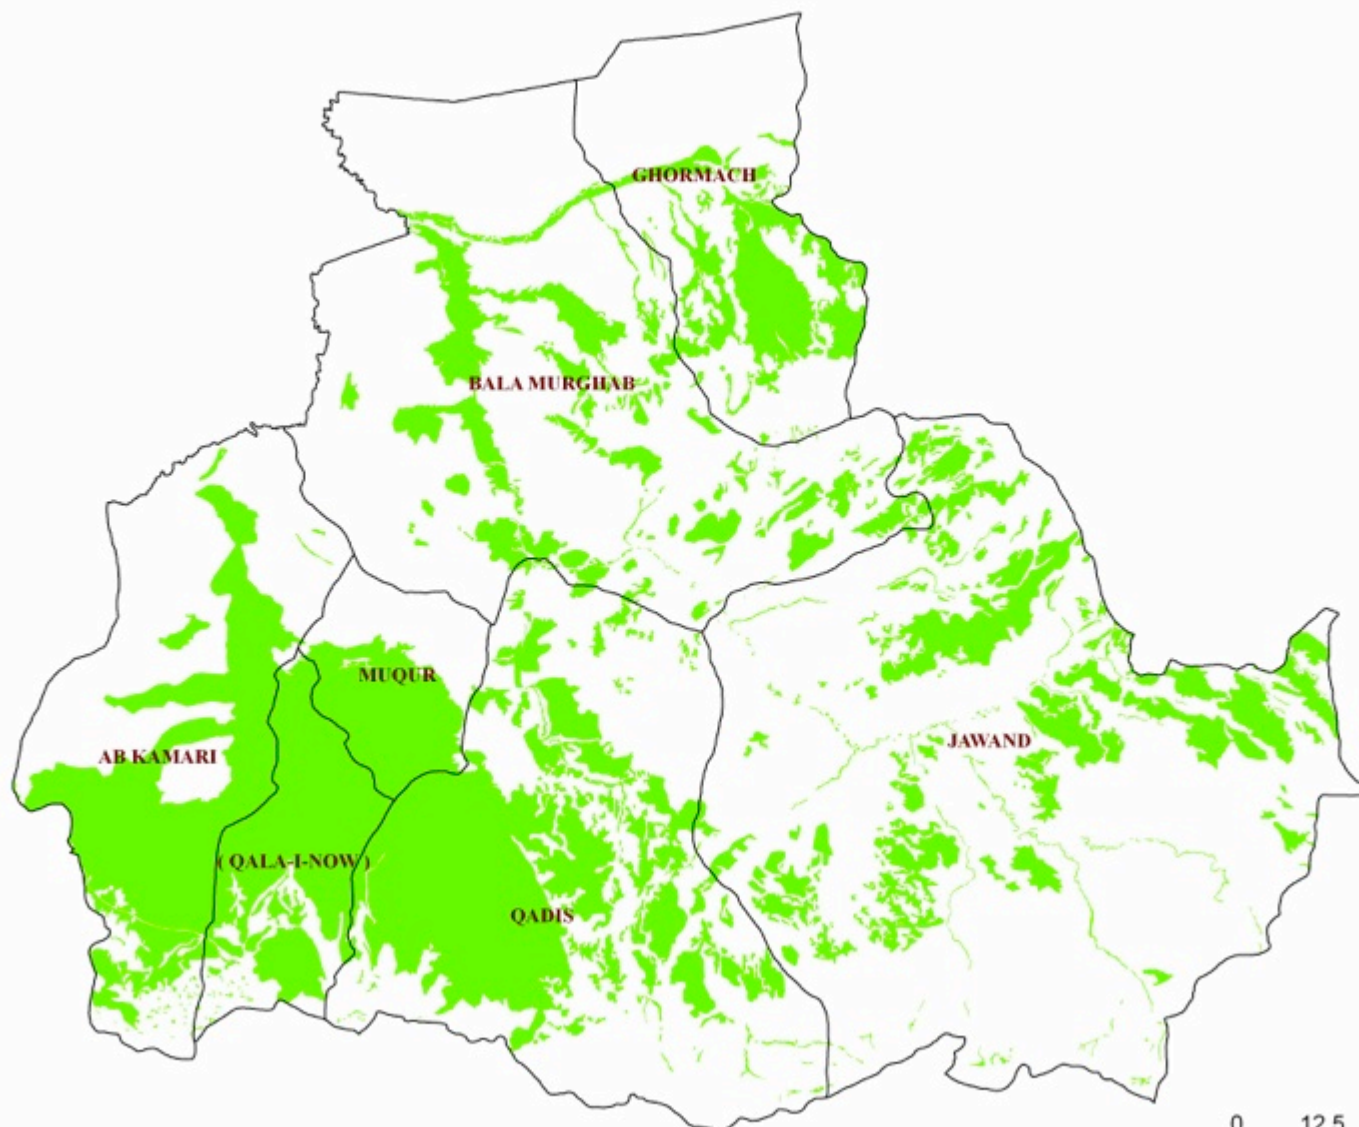 GHORMACH
BALA MURGHAB
MUQUR
JAWAND
AB KAMARI
( QALA-I-NOW )
QADIS
0 12.5